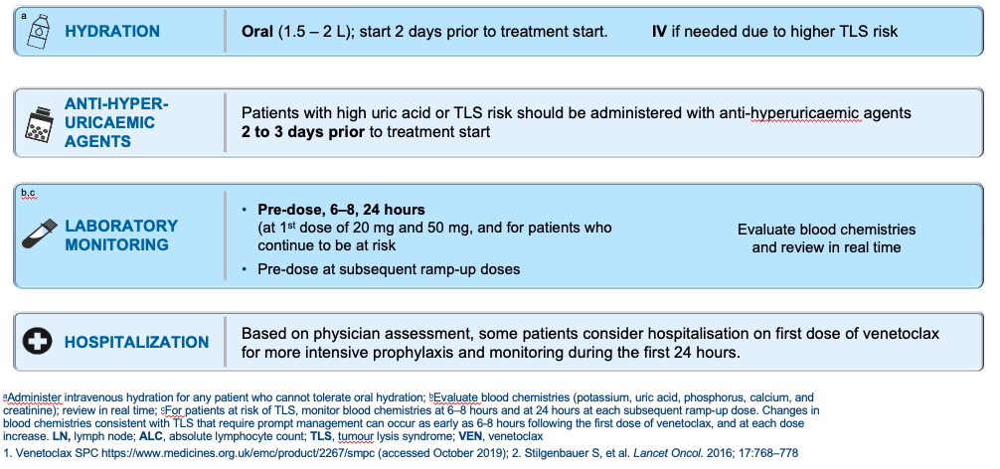 a
HYDRATION
Oral (1.5 – 2 L); start 2 days prior to treatment start.
IV if needed due to higher TLS risk
ANTI-HYPER-
URICAEMIC
AGENTS
Patients with high uric acid or TLS risk should be administered with anti-hyperuricaemic agents
2 to 3 days prior to treatment start
b,c
LABORATORY
MONITORING
• Pre-dose, 6–8, 24 hours
(at 1st dose of 20 mg and 50 mg, and for patients who
continue to be at risk
• Pre-dose at subsequent ramp-up doses
Evaluate blood chemistries
and review in real time
HOSPITALIZATION
Based on physician assessment, some patients consider hospitalisation on first dose of venetoclax
for more intensive prophylaxis and monitoring during the first 24 hours.
aAdminister intravenous hydration for any patient who cannot tolerate oral hydration; bEvaluate blood chemistries (potassium, uric acid, phosphorus, calcium, and
creatinine); review in real time; cFor patients at risk of TLS, monitor blood chemistries at 6–8 hours and at 24 hours at each subsequent ramp-up dose. Changes in
blood chemistries consistent with TLS that require prompt management can occur as early as 6-8 hours following the first dose of venetoclax, and at each dose
increase. LN, lymph node; ALC, absolute lymphocyte count; TLS, tumour lysis syndrome; VEN, venetoclax
1. Venetoclax SPC https://www.medicines.org.uk/emc/product/2267/smpc (accessed October 2019); 2. Stilgenbauer S, et al. Lancet Oncol. 2016; 17:768–778